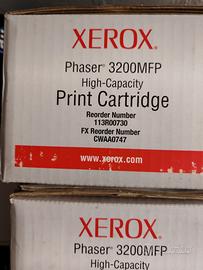 XEROX
Phaser® 3200MFP
High-Capacity
Print Cartridge
Reorder Number
113R00730
FX Reorder Number
CWAA0747
www.xerox.com
XEROX
Phaser® 3200MFP
High-Capacity